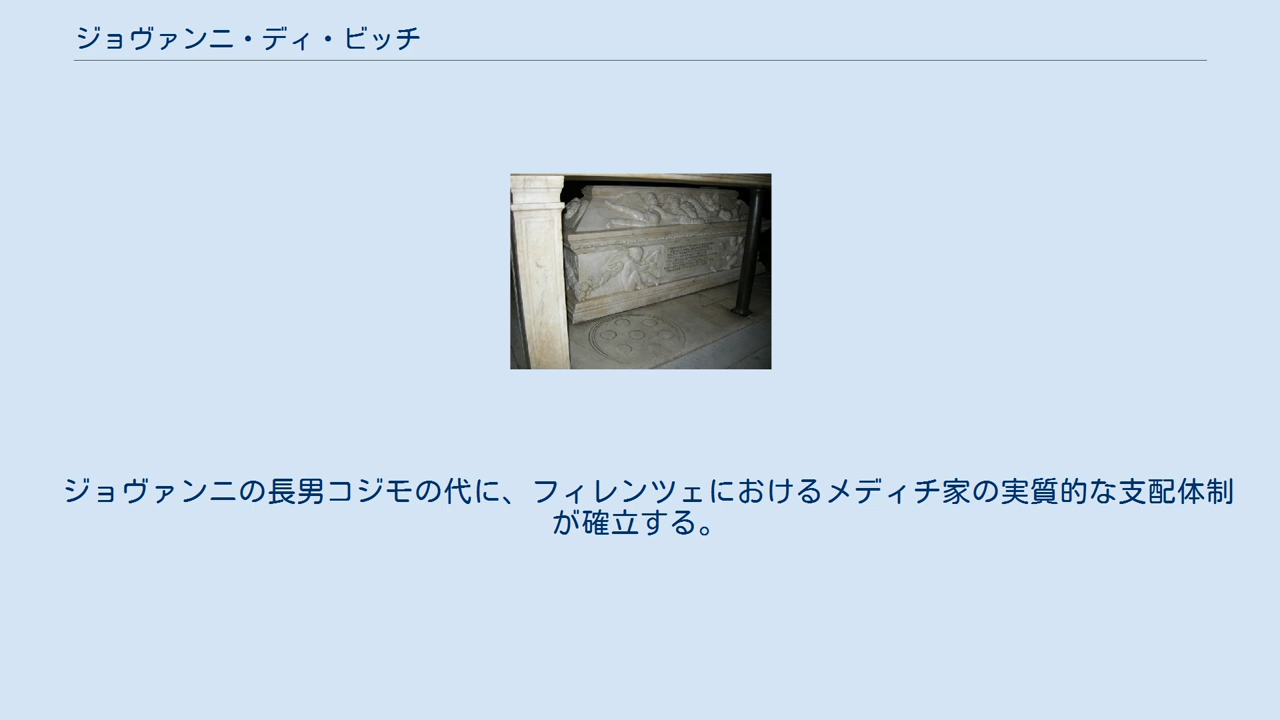 ジョヴァンニ・ディ・ビッチ
ジョヴァンニの長男コジモの代に、フィレンツェにおけるメディチ家の実質的な支配体制
が確立する。